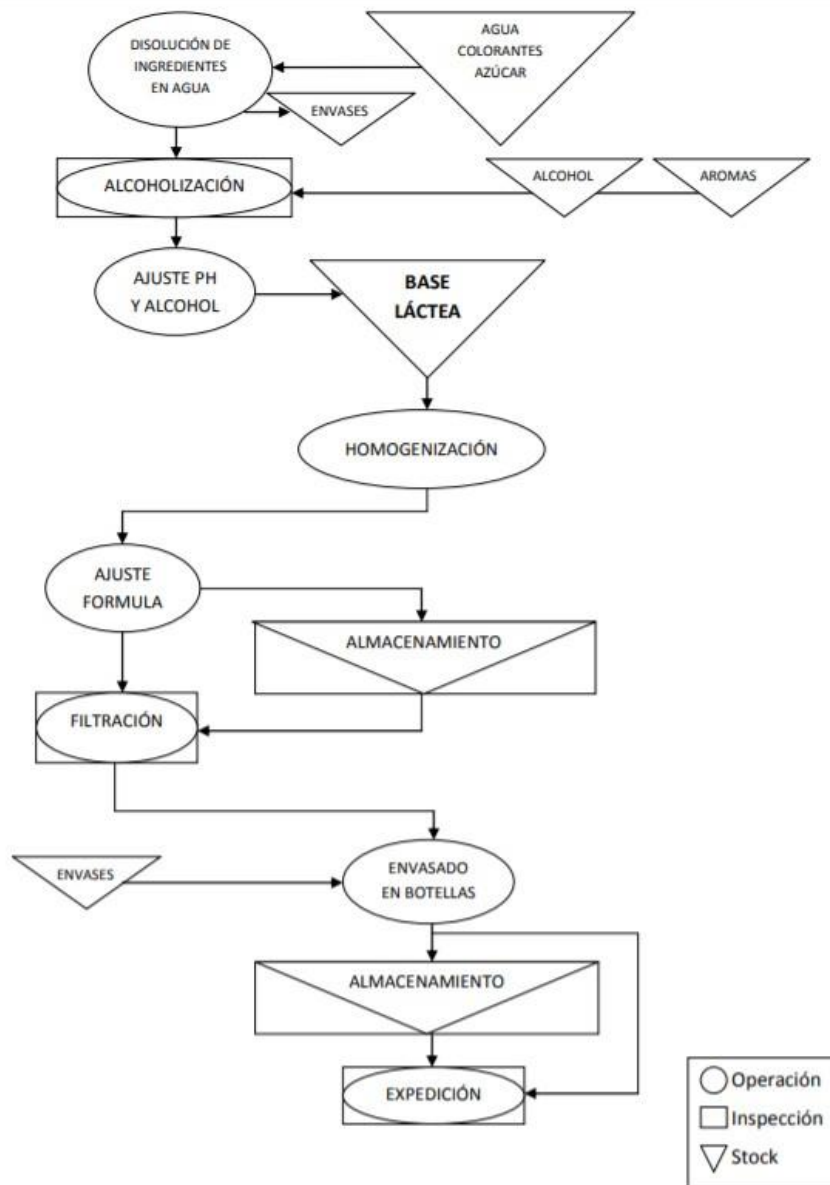 DISOLUCIÓN DE
INGREDIENTES
EN AGUA
AGUA
COLORANTES
AZÚCAR
ENVASES
ALCOHOLIZACIÓN
ALCOHOL
AROMAS
AJUSTE PH
Y ALCOHOL
BASE
LÁCTEA
HOMOGENIZACIÓN
AJUSTE
FORMULA
ALMACENAMIENTO
FILTRACIÓN
ENVASES
ENVASADO
EN BOTELLAS
ALMACENAMIENTO
EXPEDICIÓN
Operación
Inspección
Stock